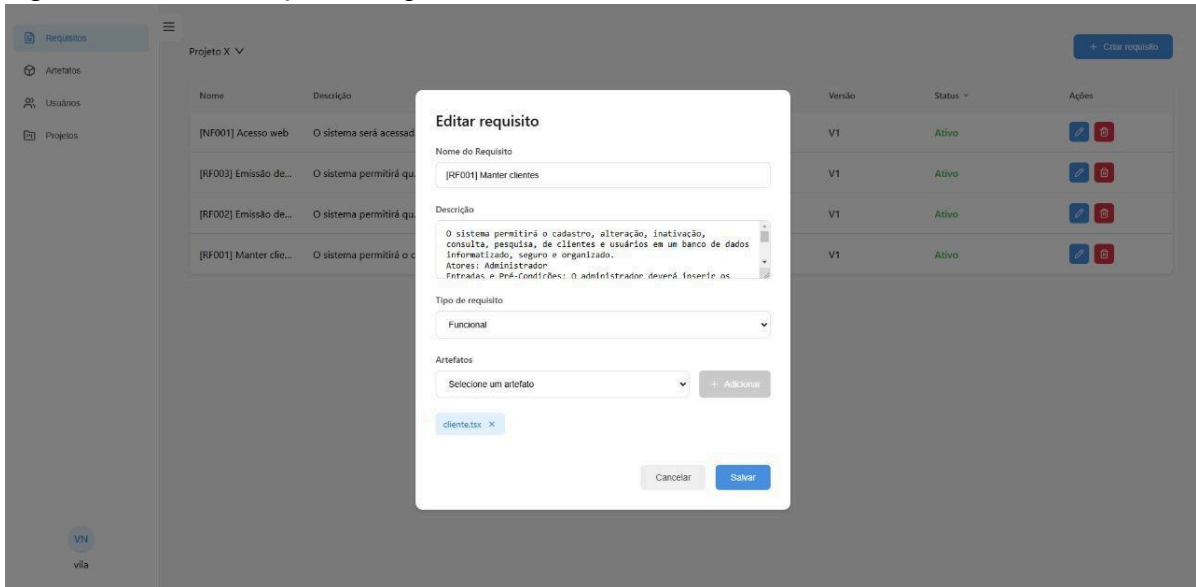 Requisitos
Artefatos
Usuários
Projetos
VN
vila
Projeto X
+ Criar requisito
Nome Descrição Versão Status Ações
[NF001] Acesso web O sistema será acessad V1 Ativo
[RF003] Emissão de... O sistema permitirá qu. V1 Ativo
[RF002] Emissão de... O sistema permitirá qu. V1 Ativo
[RF001] Manter clie... O sistema permitirá o c V1 Ativo
Editar requisito
Nome do Requisito
[RF001] Manter clientes
Descrição
O sistema permitirá o cadastro, alteração, inativação,
consulta, pesquisa, de clientes e usuários em um banco de dados
informatizado, seguro e organizado.
Atores: Administrador
Entradas e Pré-Condições: O administrador deverá inserir os
Tipo de requisito
Funcional
Artefatos
Selecione um artefato
+ Adicionar
cliente.tsx ×
Cancelar Salvar